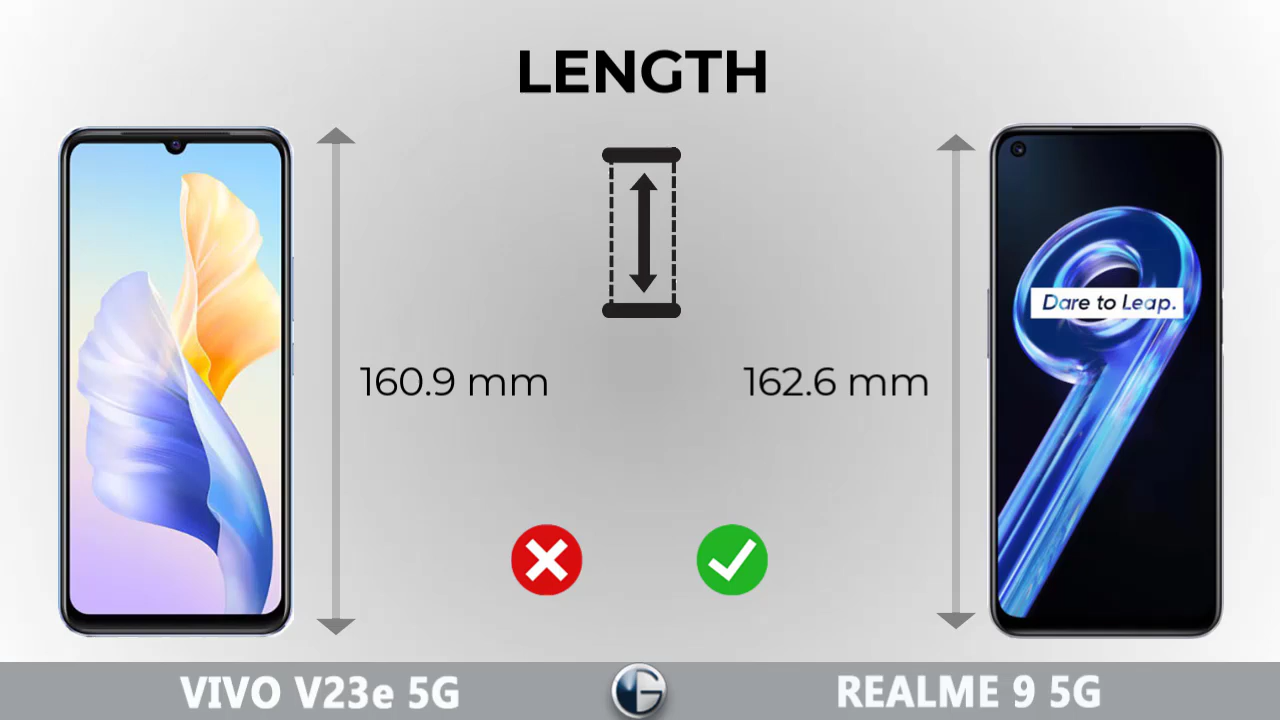 LENGTH
Dare to Leap.
160.9 mm
162.6 mm
VIVO V23e 5G
G
REALME 9 5G